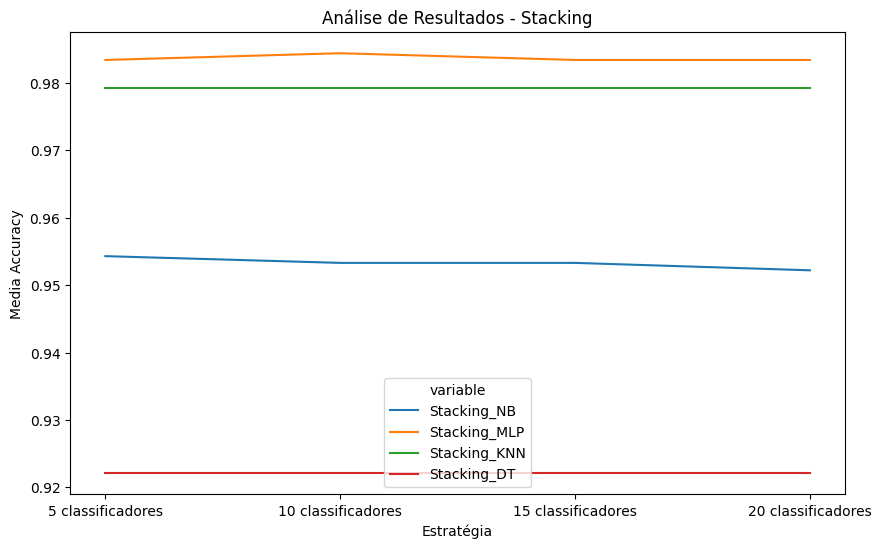 Análise de Resultados - Stacking
Media Accuracy
0.98
0.97
0.96
0.95
0.94
0.93
0.92
variable
Stacking_NB
Stacking_MLP
Stacking_KNN
Stacking_DT
5 classificadores
10 classificadores
15 classificadores
20 classificadores
Estratégia